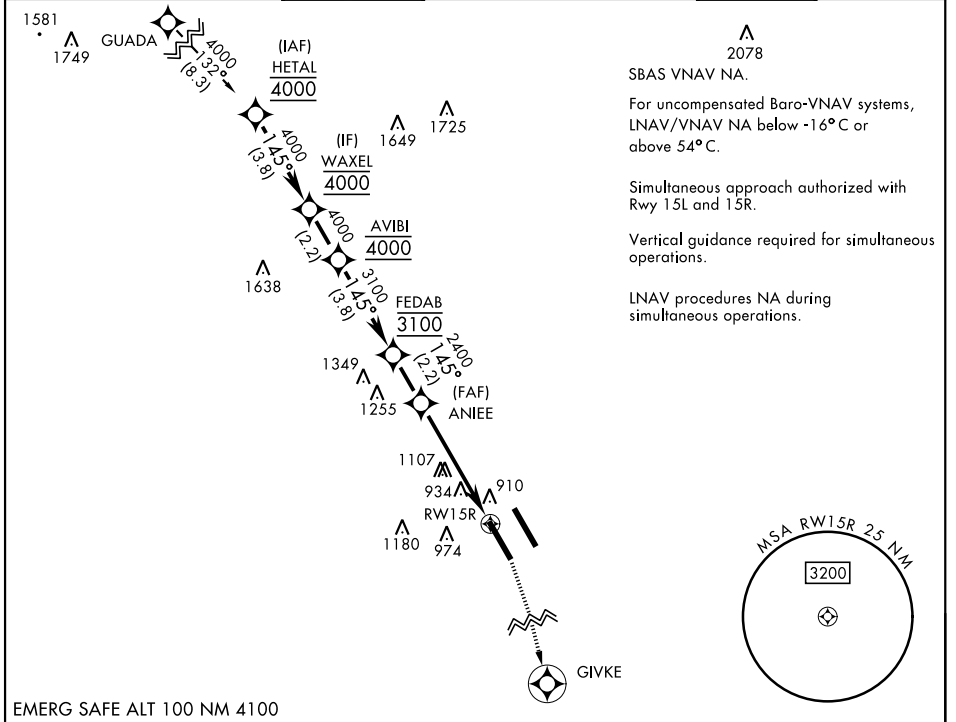 1581
1749
GUADA
4000
132°
(8.3)
(IAF)
HETAL
4000
4000
145°
(3.8)
1649
1725
(IF)
WAXEL
4000
4000
(2.2)
AVIBI
4000
1638
3100
145°
(3.8)
FEDAB
3100
2400
145°
(2.2)
1349
1255
(FAF)
ANIEE
1107
934
910
RW15R
1180
974
GIVKE
2078
SBAS VNAV NA.
For uncompensated Baro-VNAV systems,
LNAV/VNAV NA below -16°C or
above 54°C.
Simultaneous approach authorized with
Rwy 15L and 15R.
Vertical guidance required for simultaneous
operations.
LNAV procedures NA during
simultaneous operations.
MSA RW15R 25 NM
3200
EMERG SAFE ALT 100 NM 4100